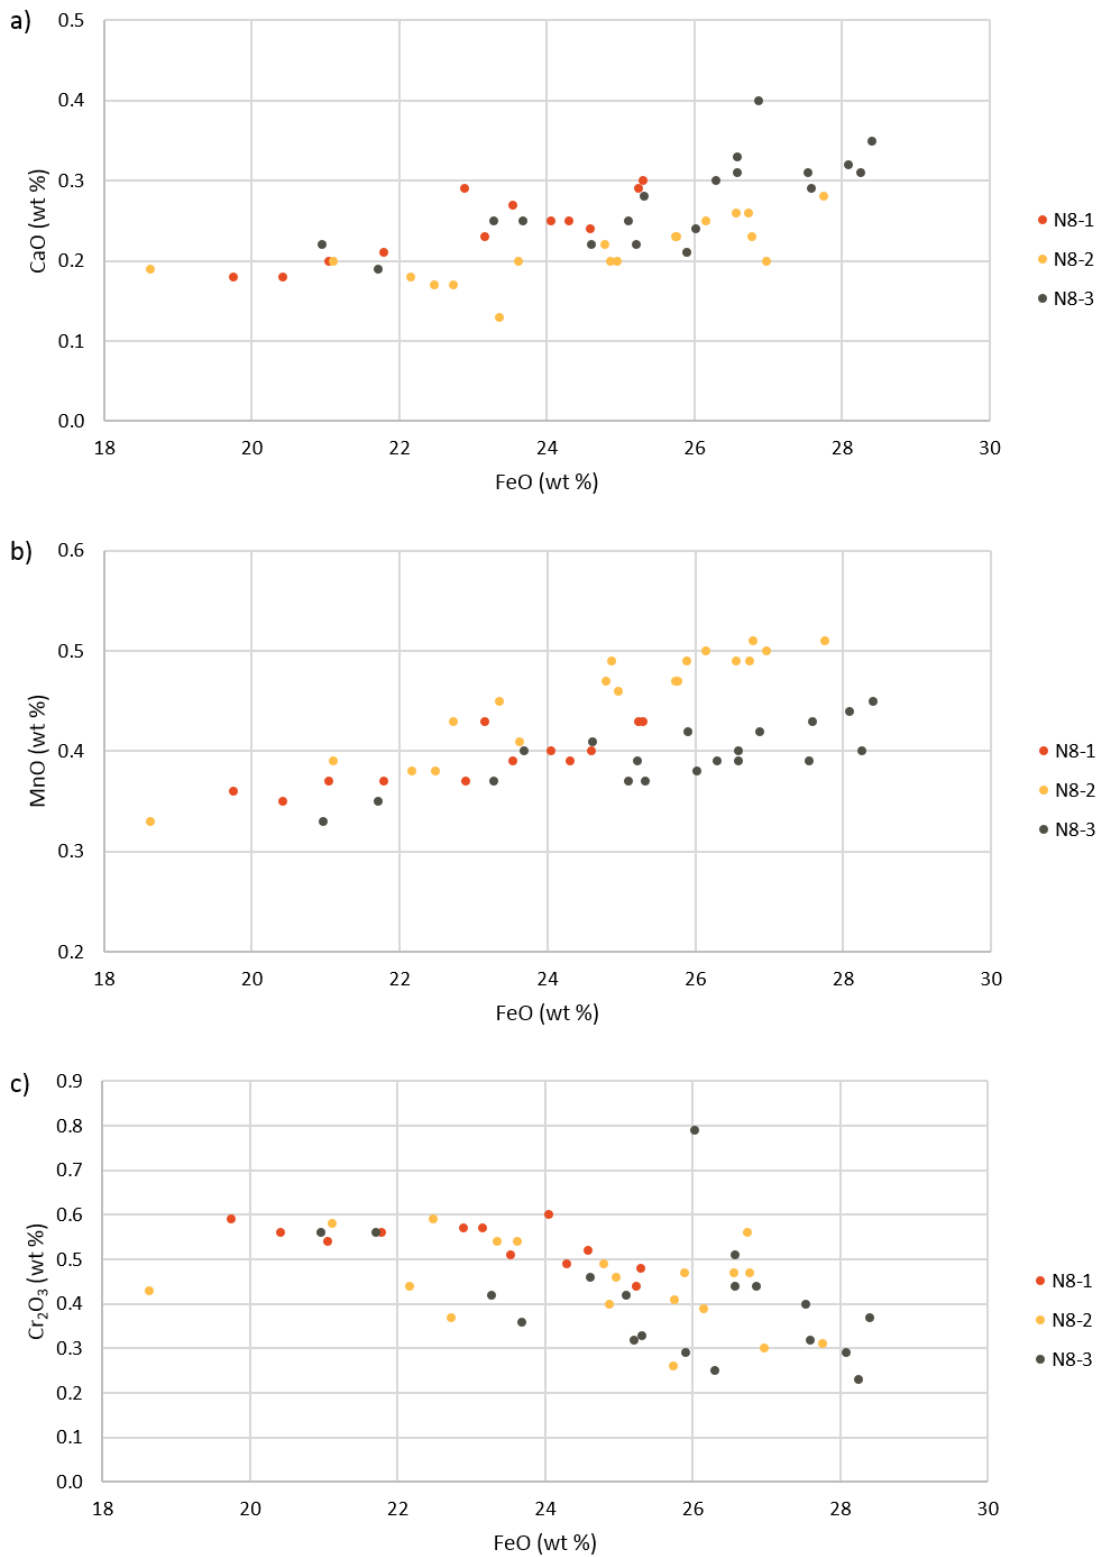 a)
0.5
0.4
0.3
0.2
0.1
0.0
CaO (wt %)
18 20 22 24 26 28 30
FeO (wt %)
N8-1
N8-2
N8-3
b)
0.6
0.5
0.4
0.3
0.2
MnO (wt %)
18 20 22 24 26 28 30
FeO (wt %)
N8-1
N8-2
N8-3
c)
0.9
0.8
0.7
0.6
0.5
0.4
0.3
0.2
0.1
0.0
Cr₂O₃ (wt %)
18 20 22 24 26 28 30
FeO (wt %)
N8-1
N8-2
N8-3